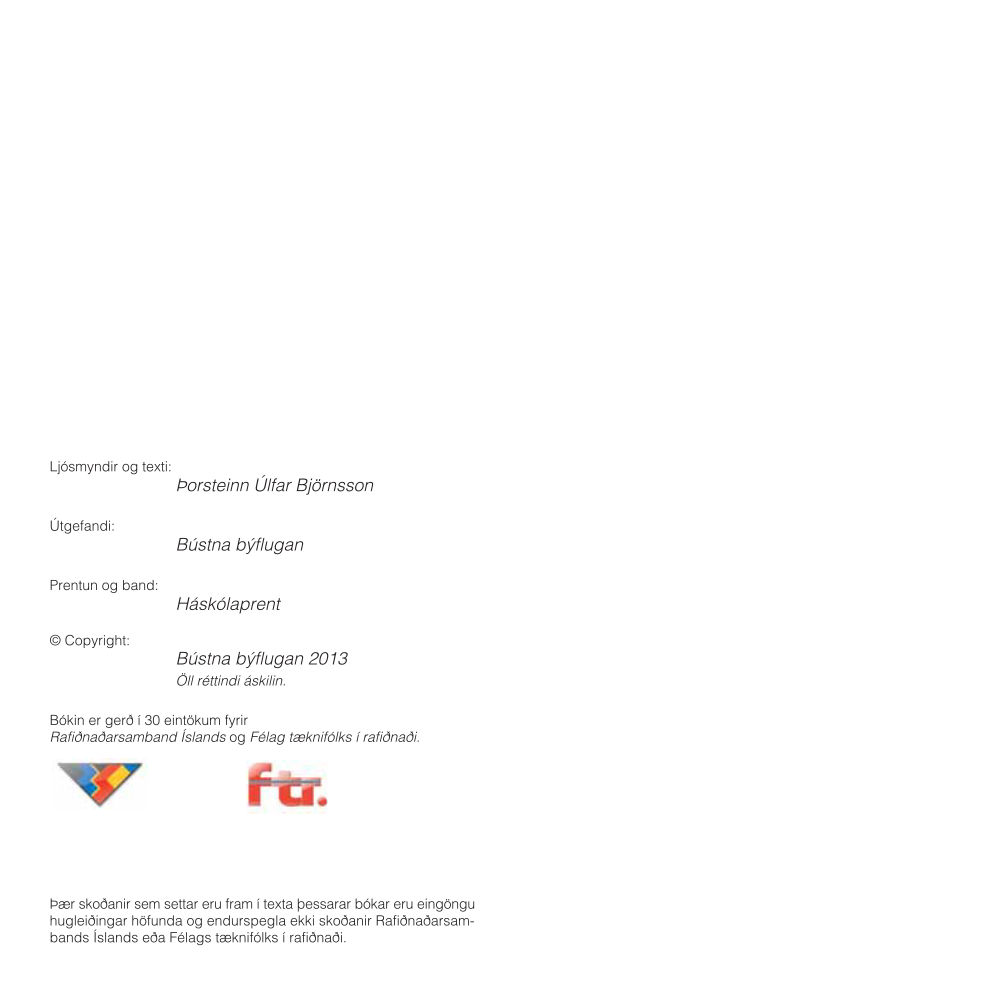 Ljósmyndir og texti:
Þorsteinn Úlfar Björnsson
Útgefandi:
Bústna býflugan
Prentun og band:
Háskólaprent
© Copyright:
Bústna býflugan 2013
Öll réttindi áskilin.
Bókin er gerð í 30 eintökum fyrir
Rafiðnaðarsamband Íslands og Félag tæknifólks í rafiðnaði.
ftr.
Þær skoðanir sem settar eru fram í texta þessarar bókar eru eingöngu
hugleiðingar höfunda og endurspegla ekki skoðanir Rafiðnaðarsam-
bands Íslands eða Félags tæknifólks í rafiðnaði.